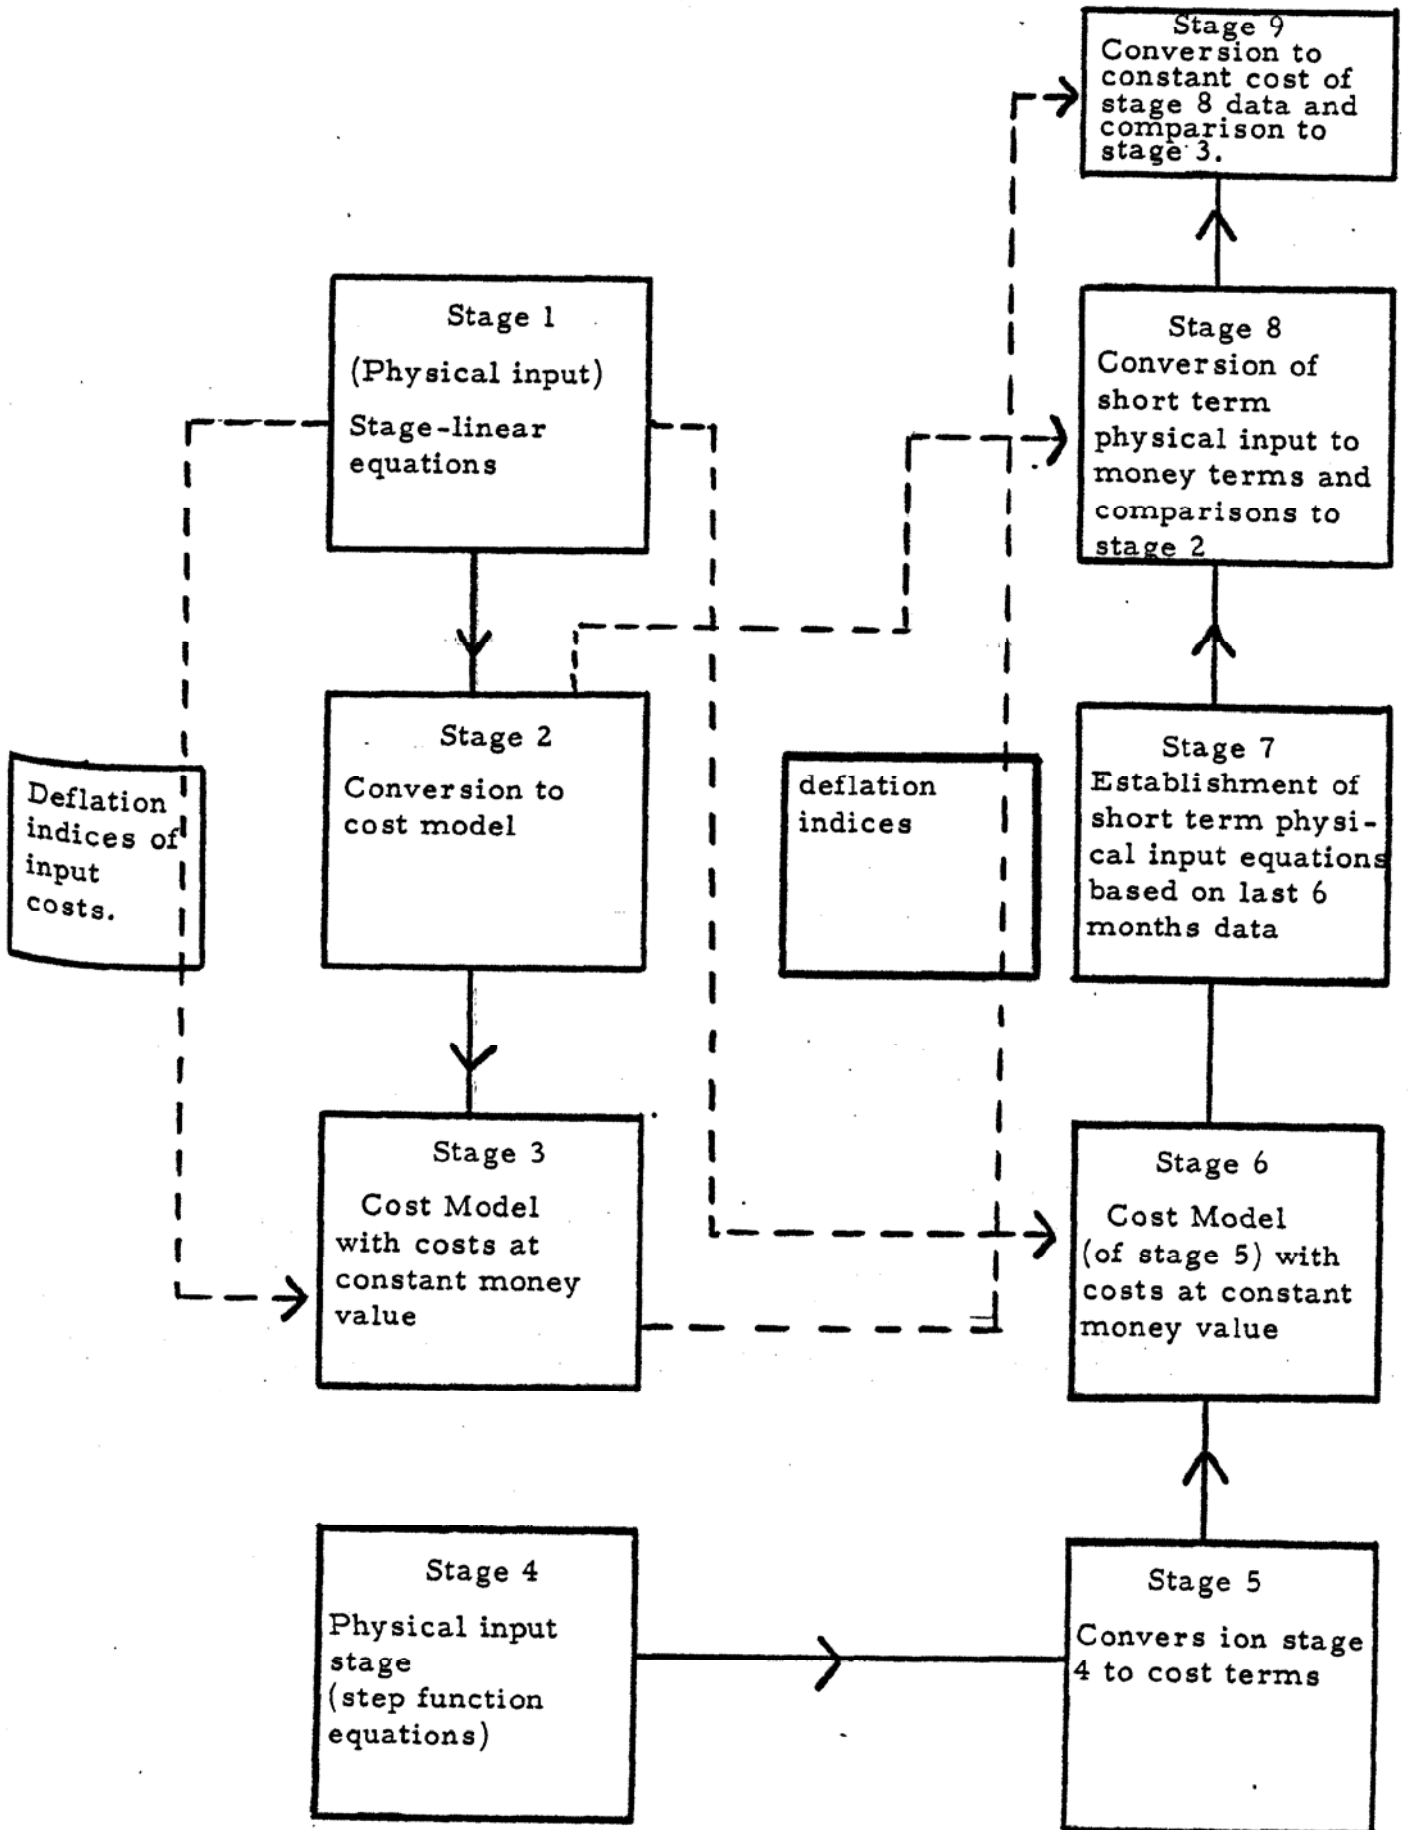 Stage 9
Conversion to
constant cost of
stage 8 data and
comparison to
stage 3.
Stage 1
(Physical input)
Stage-linear
equations
Stage 8
Conversion of
short term
physical input to
money terms and
comparisons to
stage 2
Stage 2
Conversion to
cost model
Deflation
indices of
input
costs.
deflation
indices
Stage 7
Establishment of
short term physi-
cal input equations
based on last 6
months data
Stage 3
Cost Model
with costs at
constant money
value
Stage 6
Cost Model
(of stage 5) with
costs at constant
money value
Stage 4
Physical input
stage
(step function
equations)
Stage 5
Convers ion stage
4 to cost terms